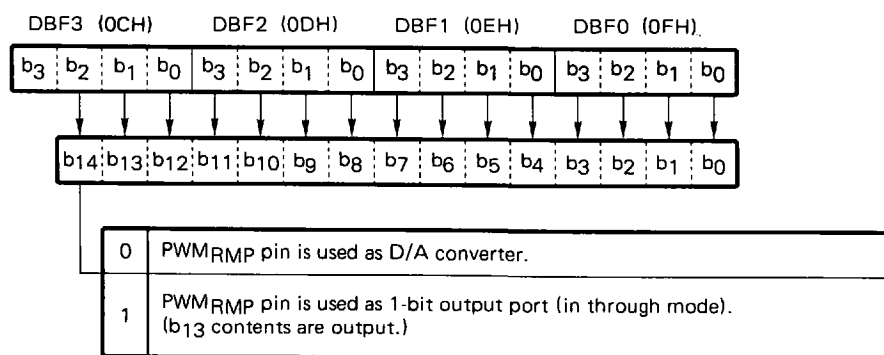 DBF3 (0CH) DBF2 (0DH) DBF1 (0EH) DBF0 (0FH)
b3 b2 b1 b0 b3 b2 b1 b0 b3 b2 b1 b0 b3 b2 b1 b0
b14 b13 b12 b11 b10 b9 b8 b7 b6 b5 b4 b3 b2 b1 b0
0 PWMRMP pin is used as D/A converter.
1 PWMRMP pin is used as 1-bit output port (in through mode).
(b13 contents are output.)